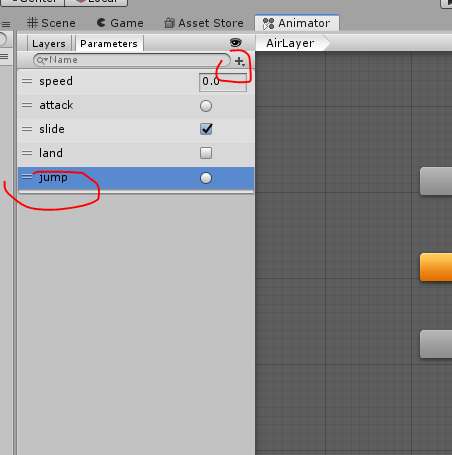 Center Local
Scene Game Asset Store Animator
Layers Parameters AirLayer
Name
speed 0.0
attack
slide
land
jump